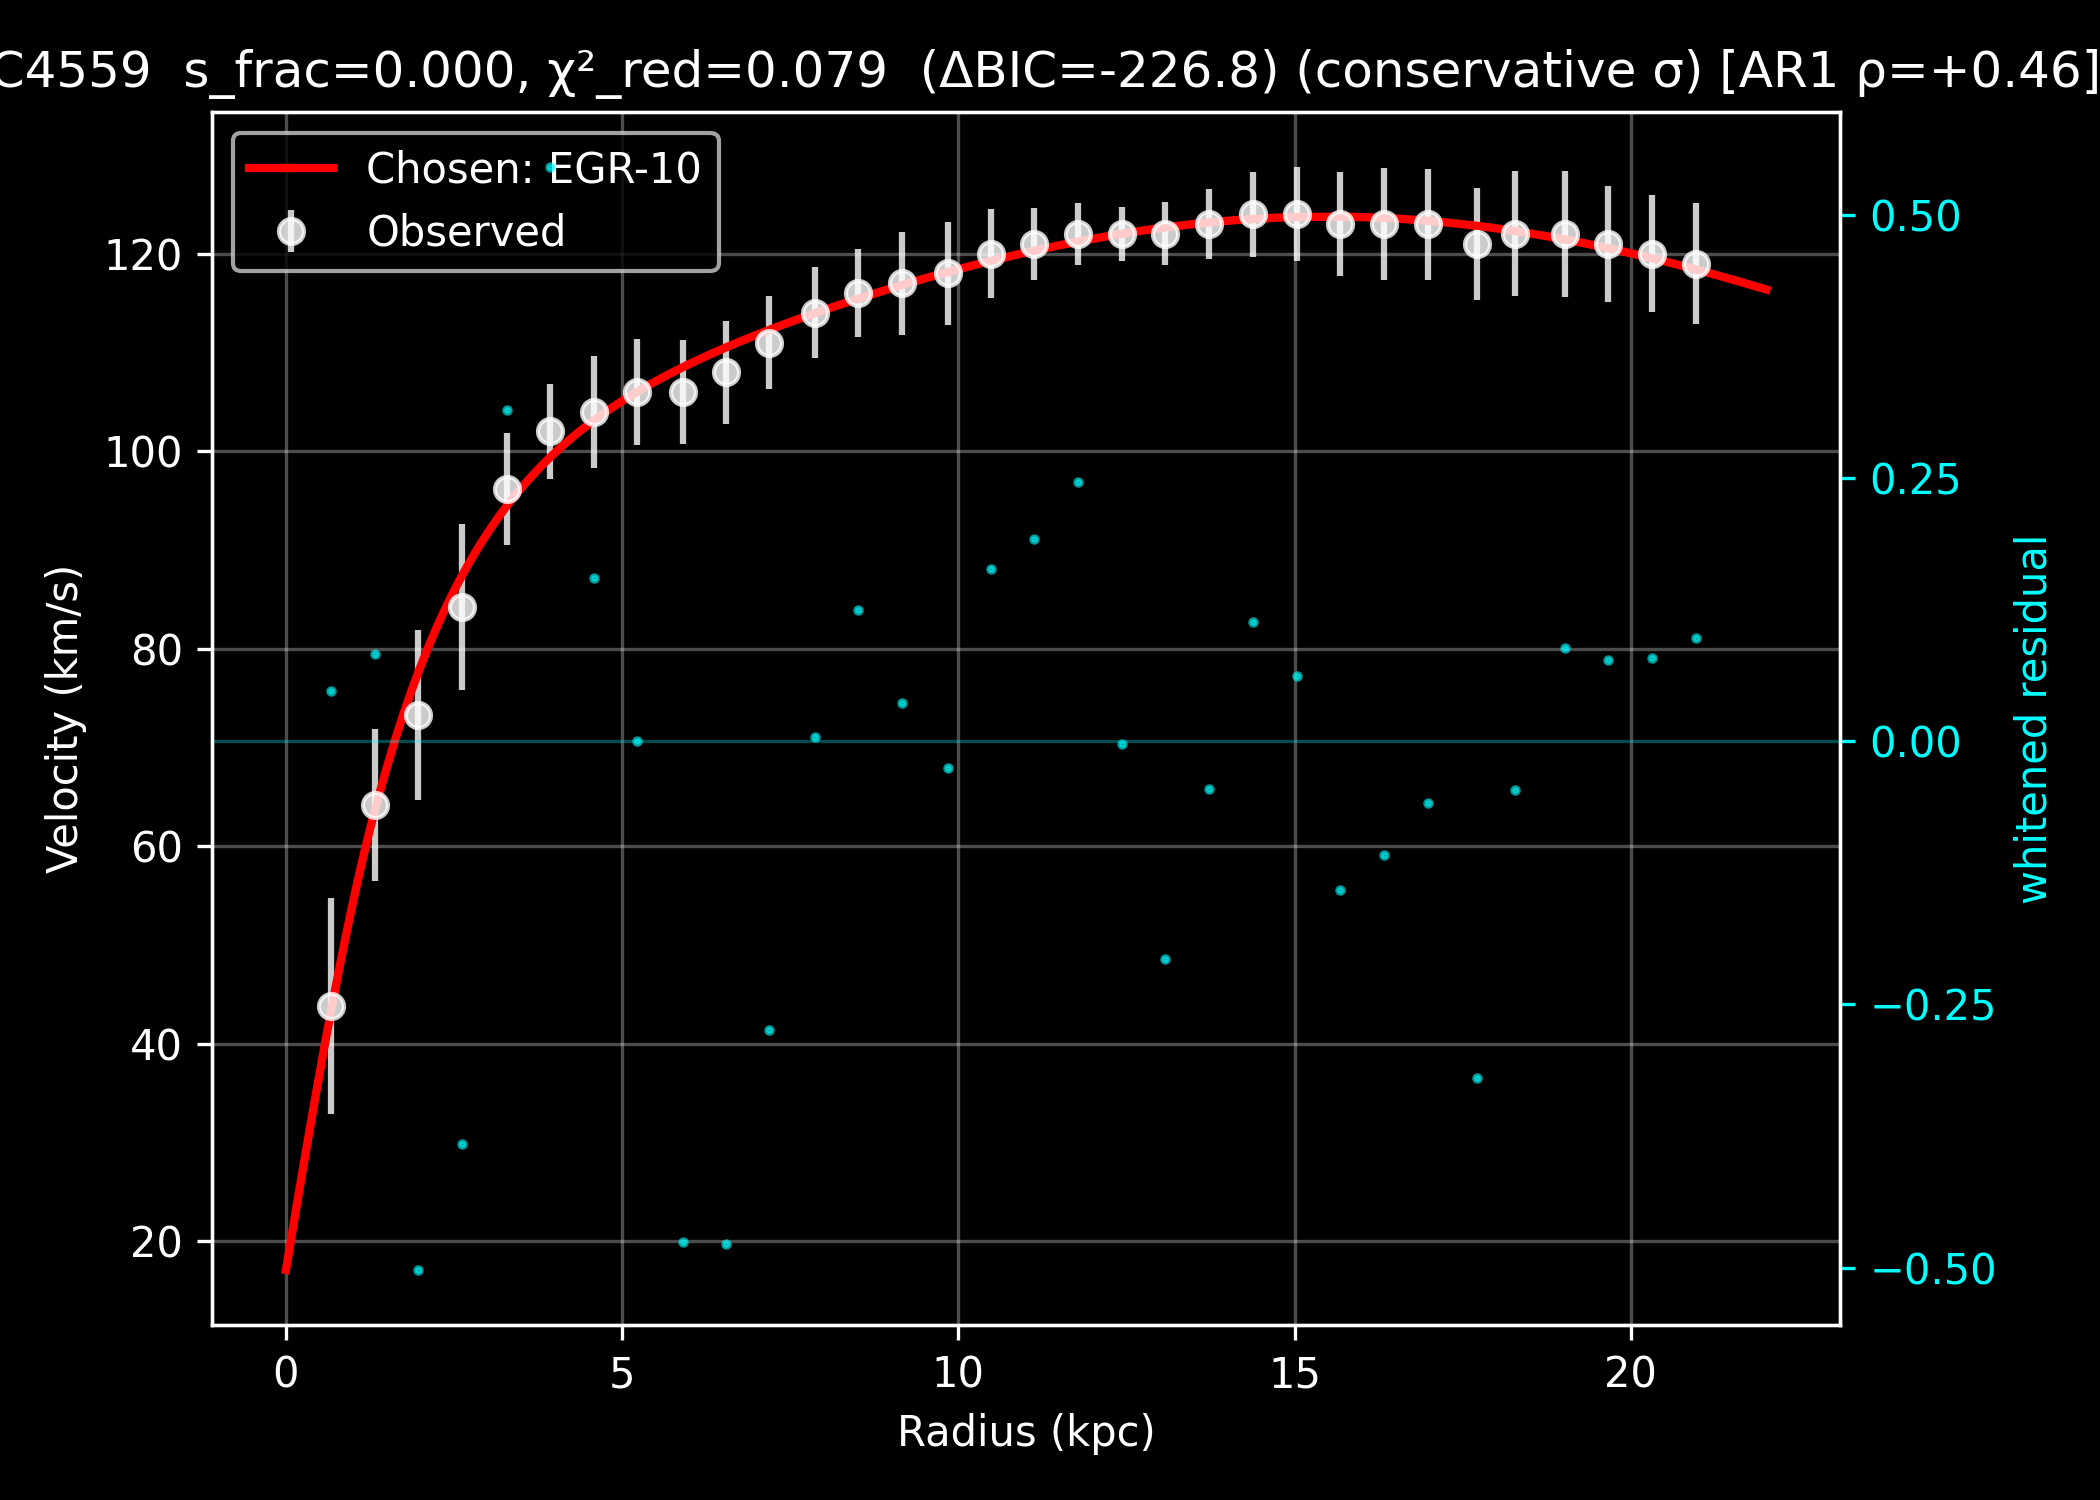 C4559 s_frac=0.000, χ²_red=0.079 (ΔBIC=-226.8) (conservative σ) [AR1 ρ=+0.46]
Chosen: EGR-10
Observed
120
100
80
60
40
20
Velocity (km/s)
0.50
0.25
0.00
−0.25
−0.50
whitened residual
0 5 10 15 20
Radius (kpc)